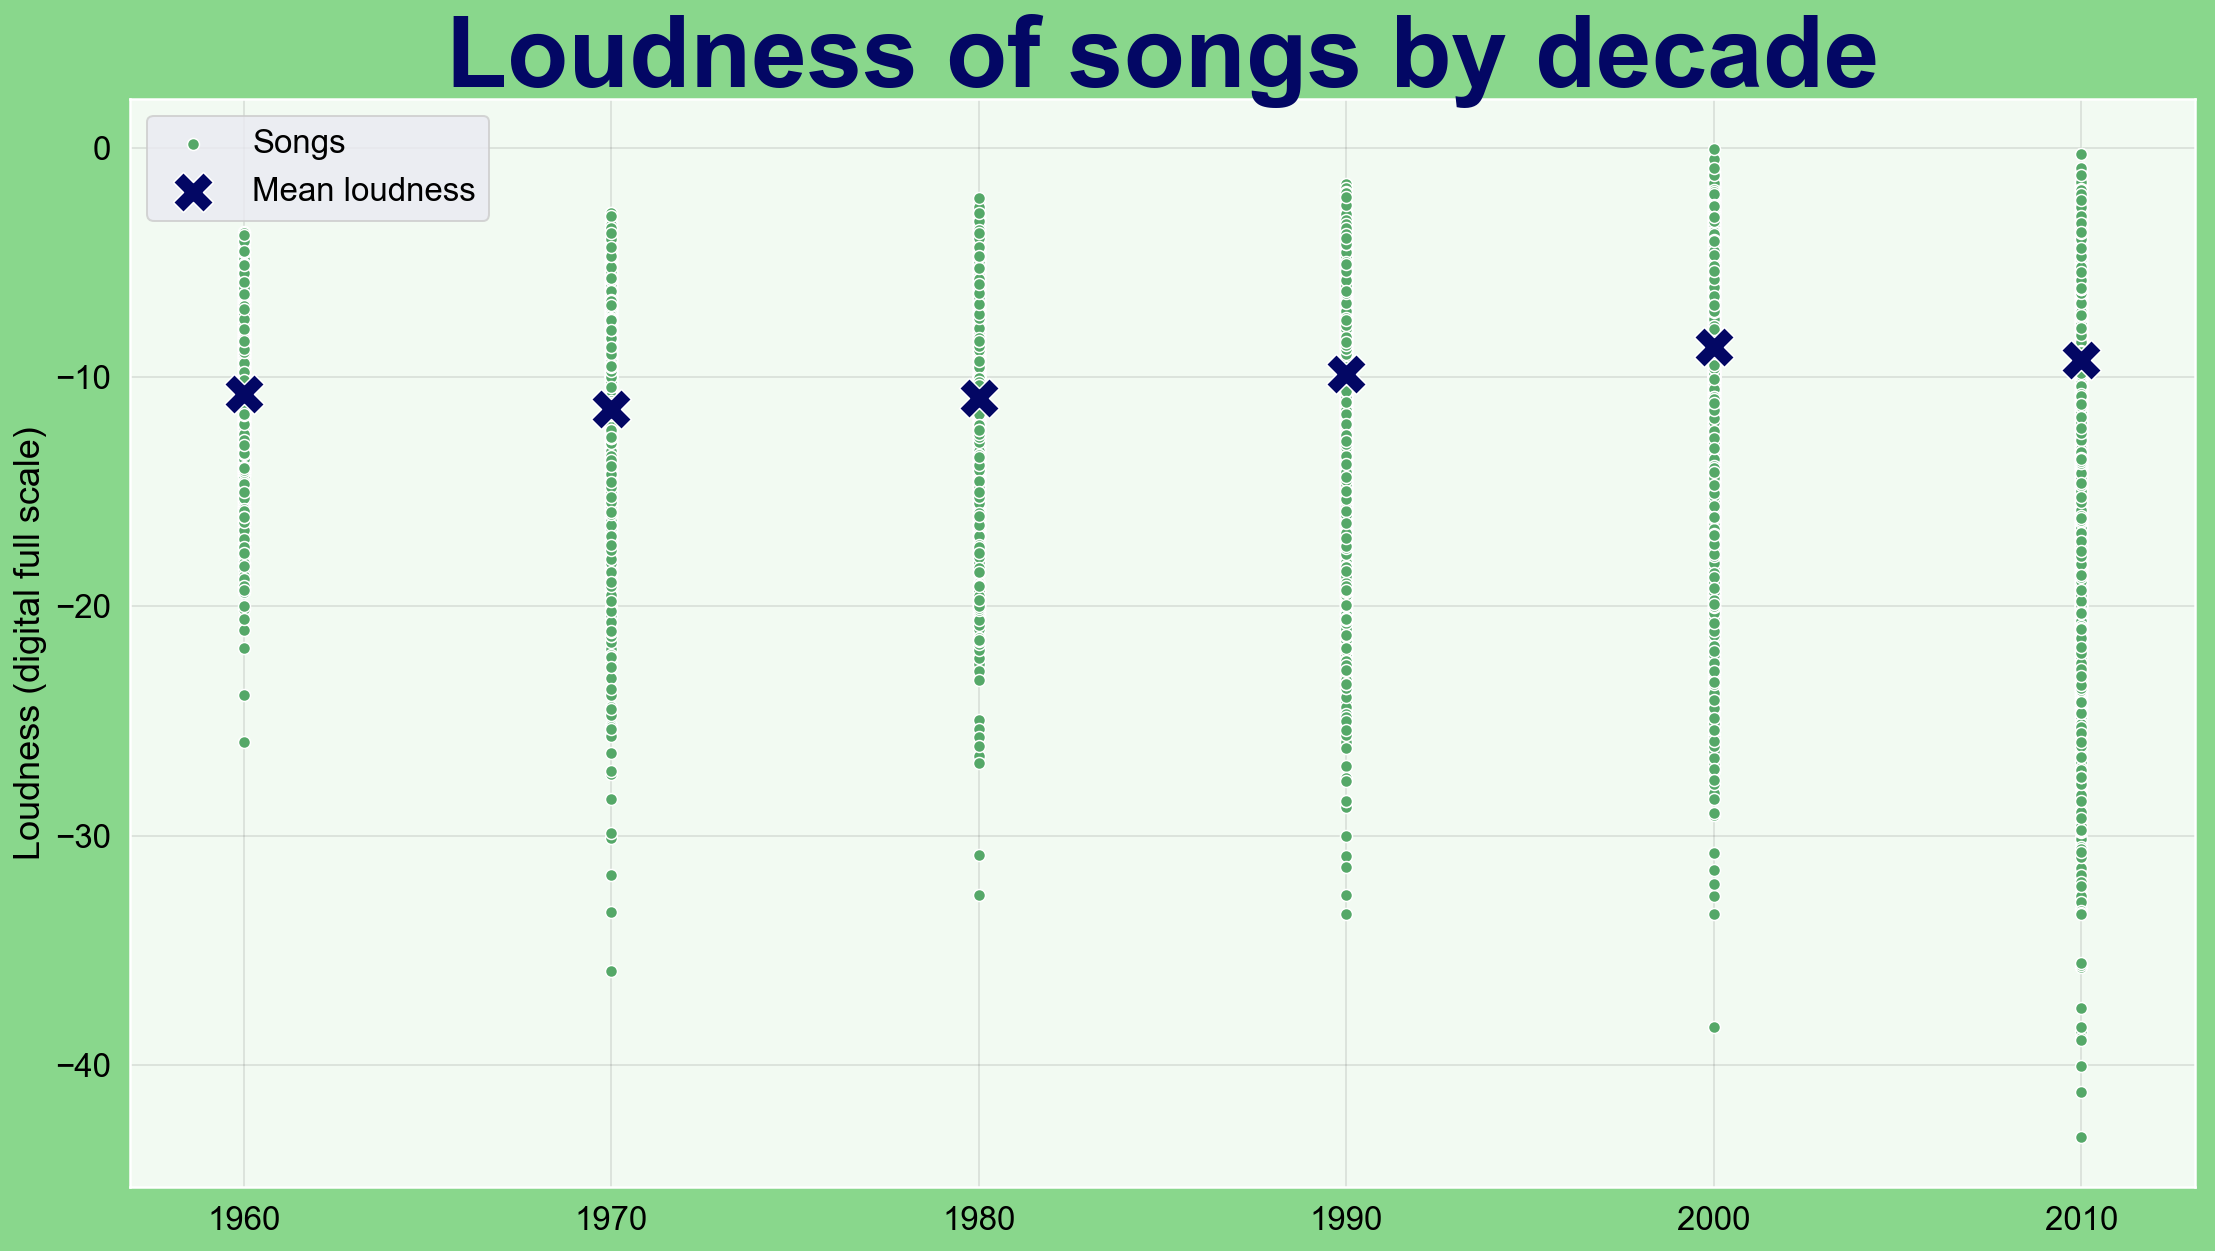 Loudness of songs by decade
Songs
Mean loudness
Loudness (digital full scale)
0
−10
−20
−30
−40
1960
1970
1980
1990
2000
2010